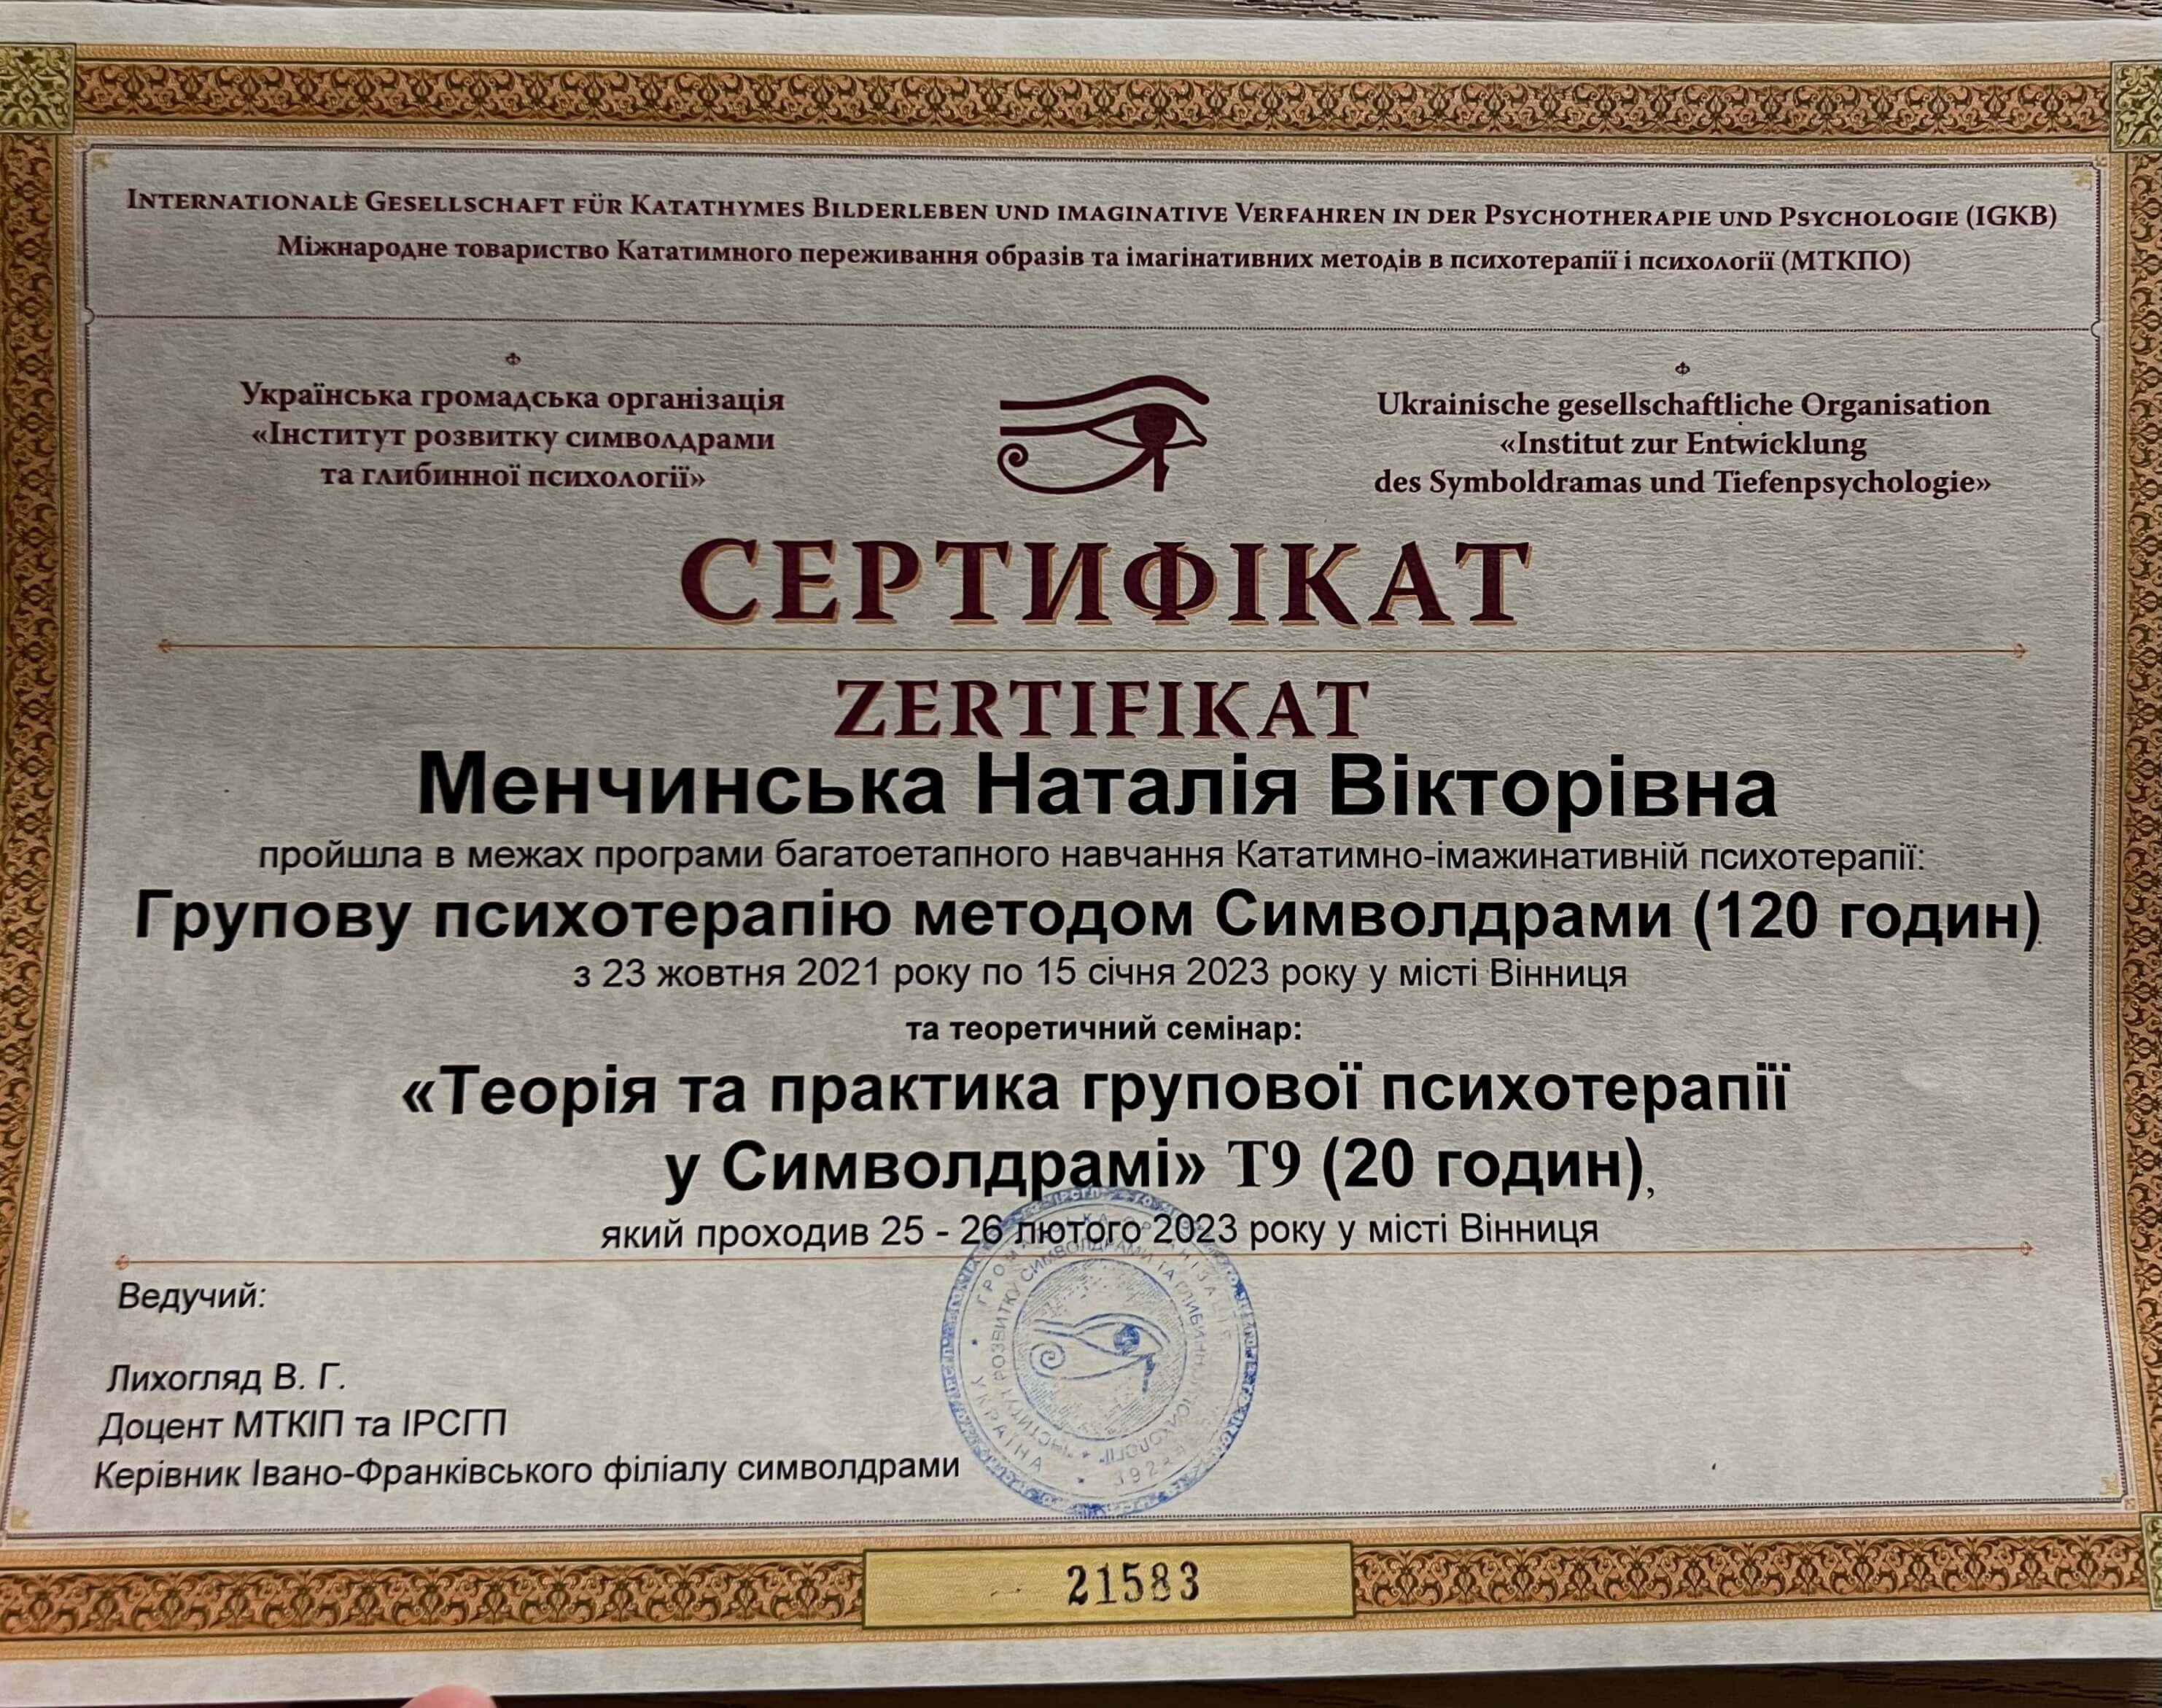 Internationale Gesellschaft für Katathymes Bilderleben und imaginative Verfahren in der Psychotherapie und Psychologie (IGKB)
Міжнародне товариство Кататимного переживання образів та імагінативних методів в психотерапії і психології (МТКПО)
Українська громадська організація
«Інститут розвитку символдрами
та глибинної психології»
Ukrainische gesellschaftliche Organisation
«Institut zur Entwicklung
des Symboldramas und Tiefenpsychologie»
СЕРТИФІКАТ
ZERTIFIKAT
Менчинська Наталія Вікторівна
пройшла в межах програми багатоетапного навчання Кататимно-імажинативній психотерапії:
Групову психотерапію методом Символдрами (120 годин).
з 23 жовтня 2021 року по 15 січня 2023 року у місті Вінниця
та теоретичний семінар:
«Теорія та практика групової психотерапії
у Символдрамі» Т9 (20 годин),
який проходив 25 - 26 лютого 2023 року у місті Вінниця
Ведучий:
Лихогляд В. Г.
Доцент МТКІП та ІРСГП
Керівник Івано-Франківського філіалу символдрами
УКРАЇНА
РОЗВИТКУ СИМВОЛДРАМИ ТА
21583